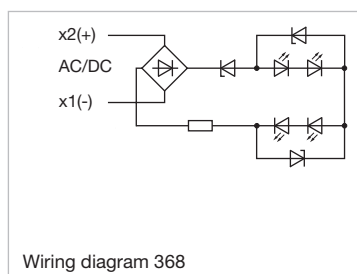 x2(+)
AC/DC
x1(-)
Wiring diagram 368